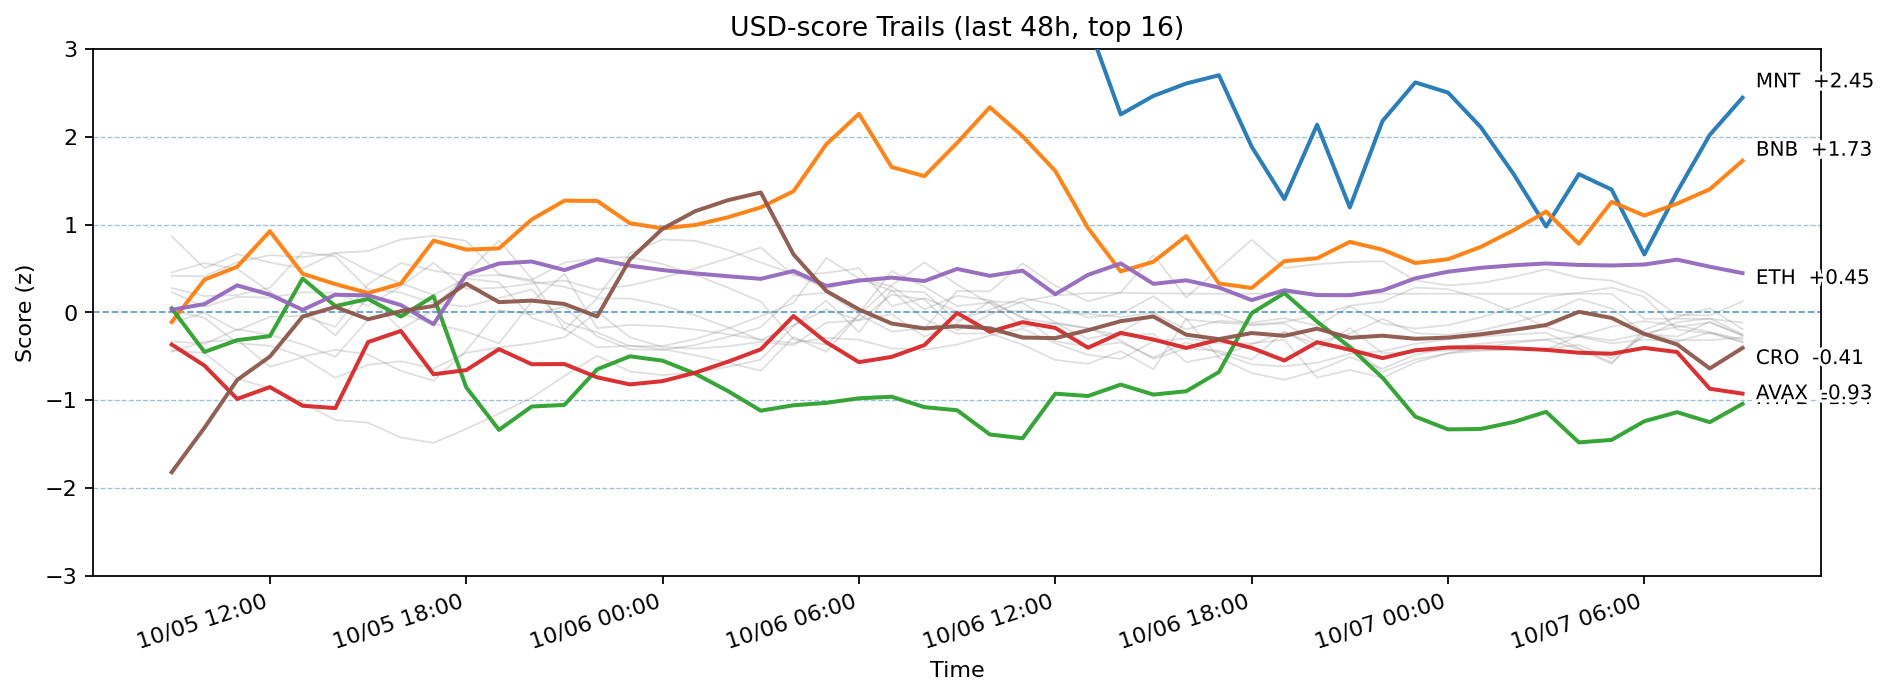 USD-score Trails (last 48h, top 16)
Score (z)
3
2
1
0
−1
−2
−3
MNT +2.45
BNB +1.73
ETH +0.45
CRO -0.41
AVAX -0.93
10/05 12:00
10/05 18:00
10/06 00:00
10/06 06:00
10/06 12:00
10/06 18:00
10/07 00:00
10/07 06:00
Time